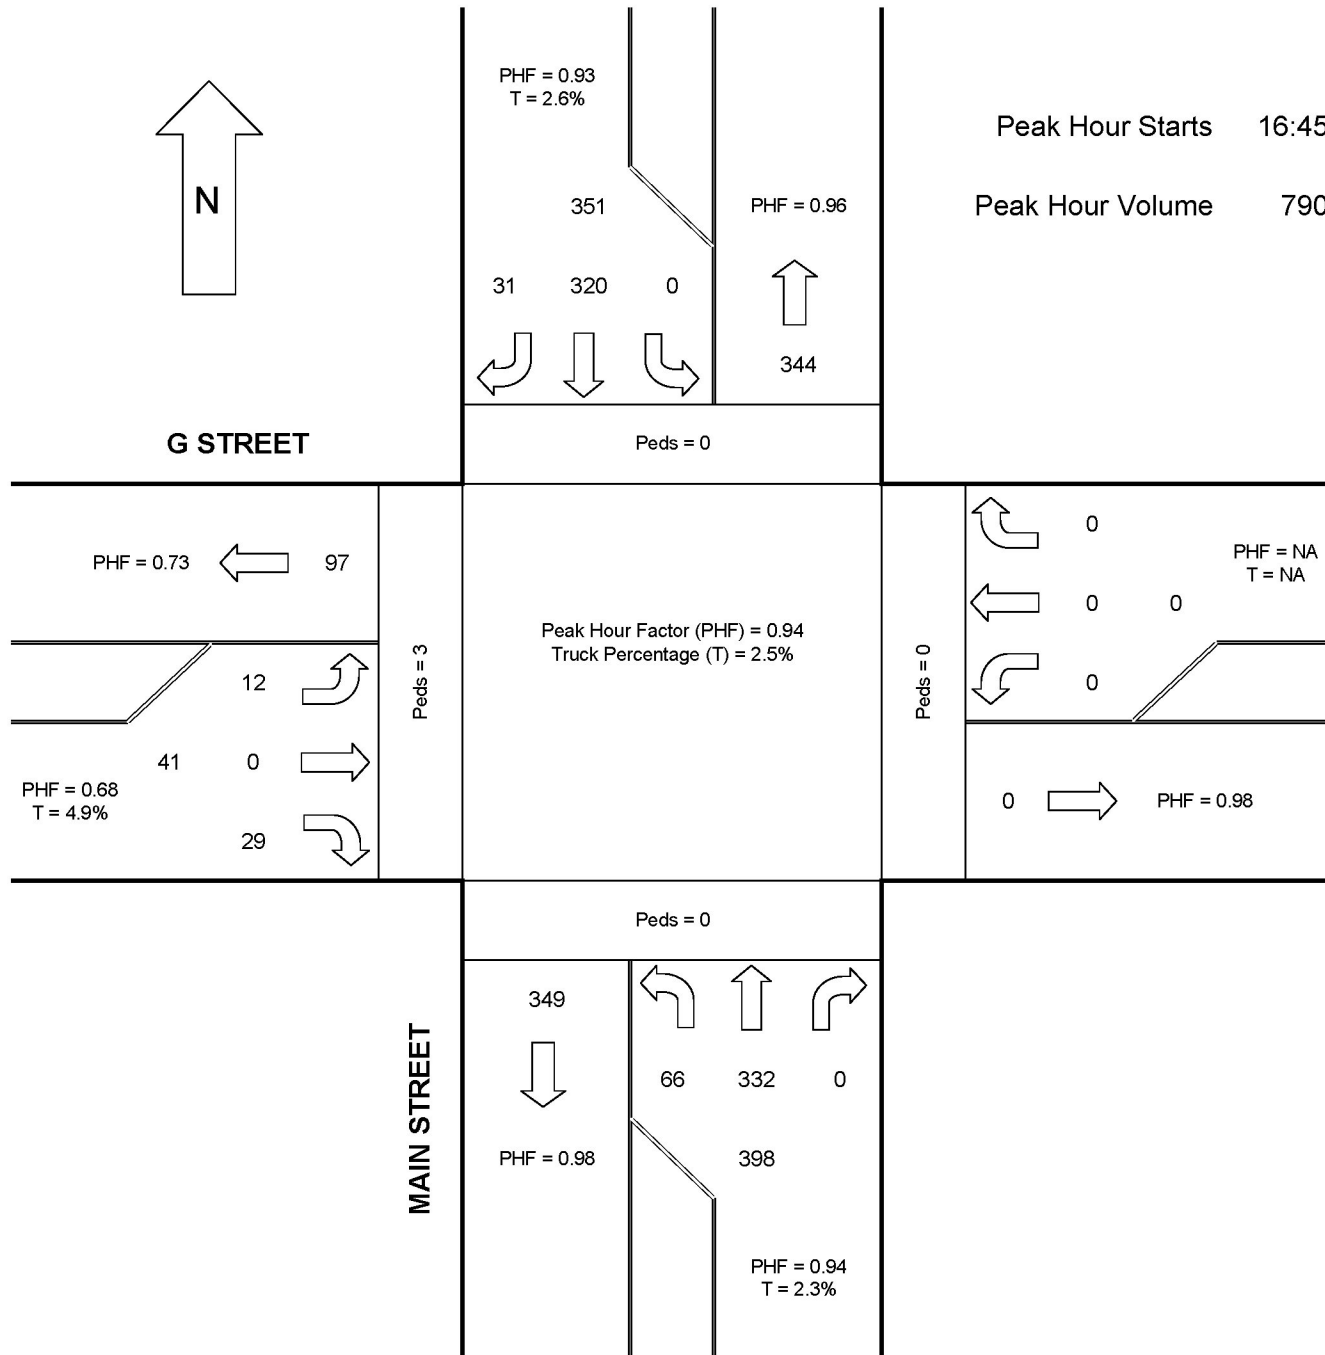 PHF = 0.93
T = 2.6%
Peak Hour Starts 16:45
N
351
PHF = 0.96
Peak Hour Volume 790
31 320 0
344
G STREET
Peds = 0
PHF = 0.73 97
0
PHF = NA
T = NA
0 0
0
Peak Hour Factor (PHF) = 0.94
Truck Percentage (T) = 2.5%
Peds = 3
Peds = 0
12
41 0
PHF = 0.68
T = 4.9%
29
0 PHF = 0.98
Peds = 0
349
66 332 0
MAIN STREET
PHF = 0.98
398
PHF = 0.94
T = 2.3%